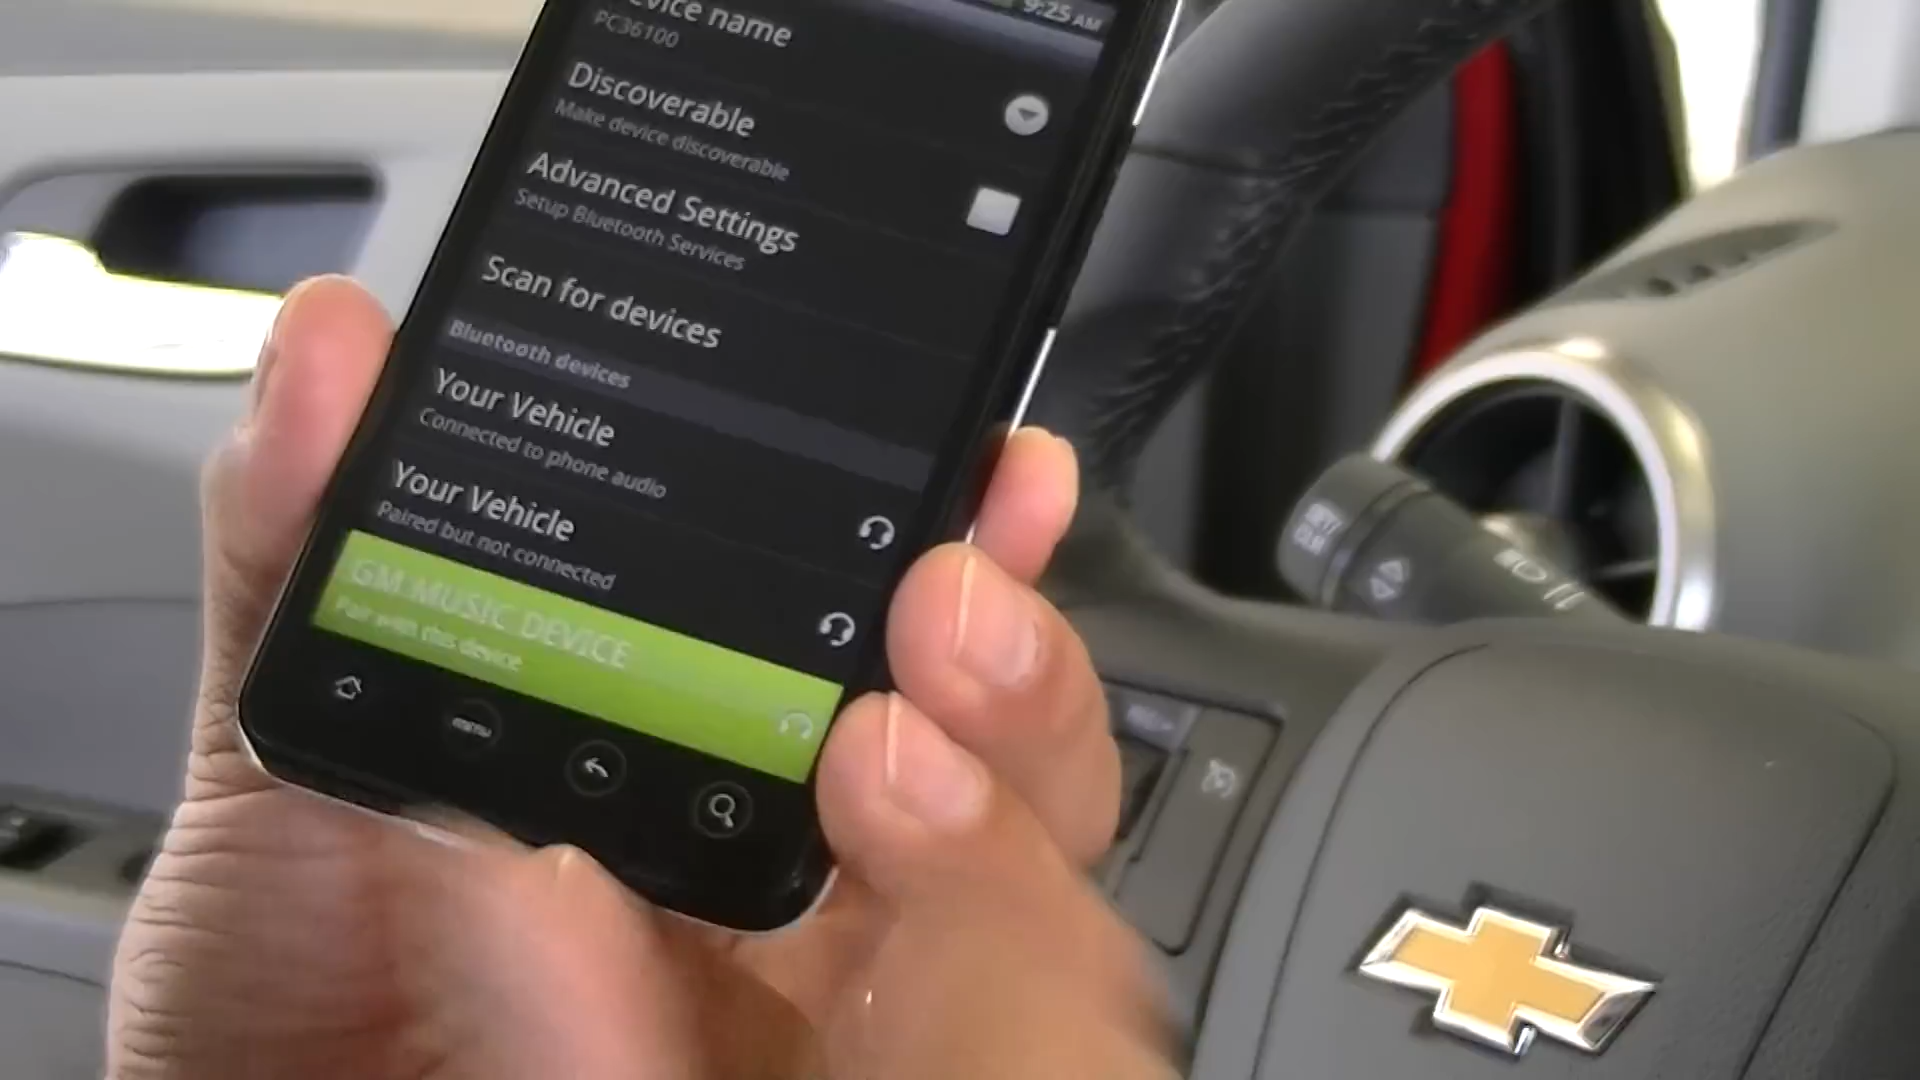 9:25 AM
evice name
PC36100
Discoverable
Make device discoverable
Advanced Settings
Setup Bluetooth Services
Scan for devices
Bluetooth devices
Your Vehicle
Connected to phone audio
Your Vehicle
Paired but not connected
GM MUSIC DEVICE
Pair with this device
MENU